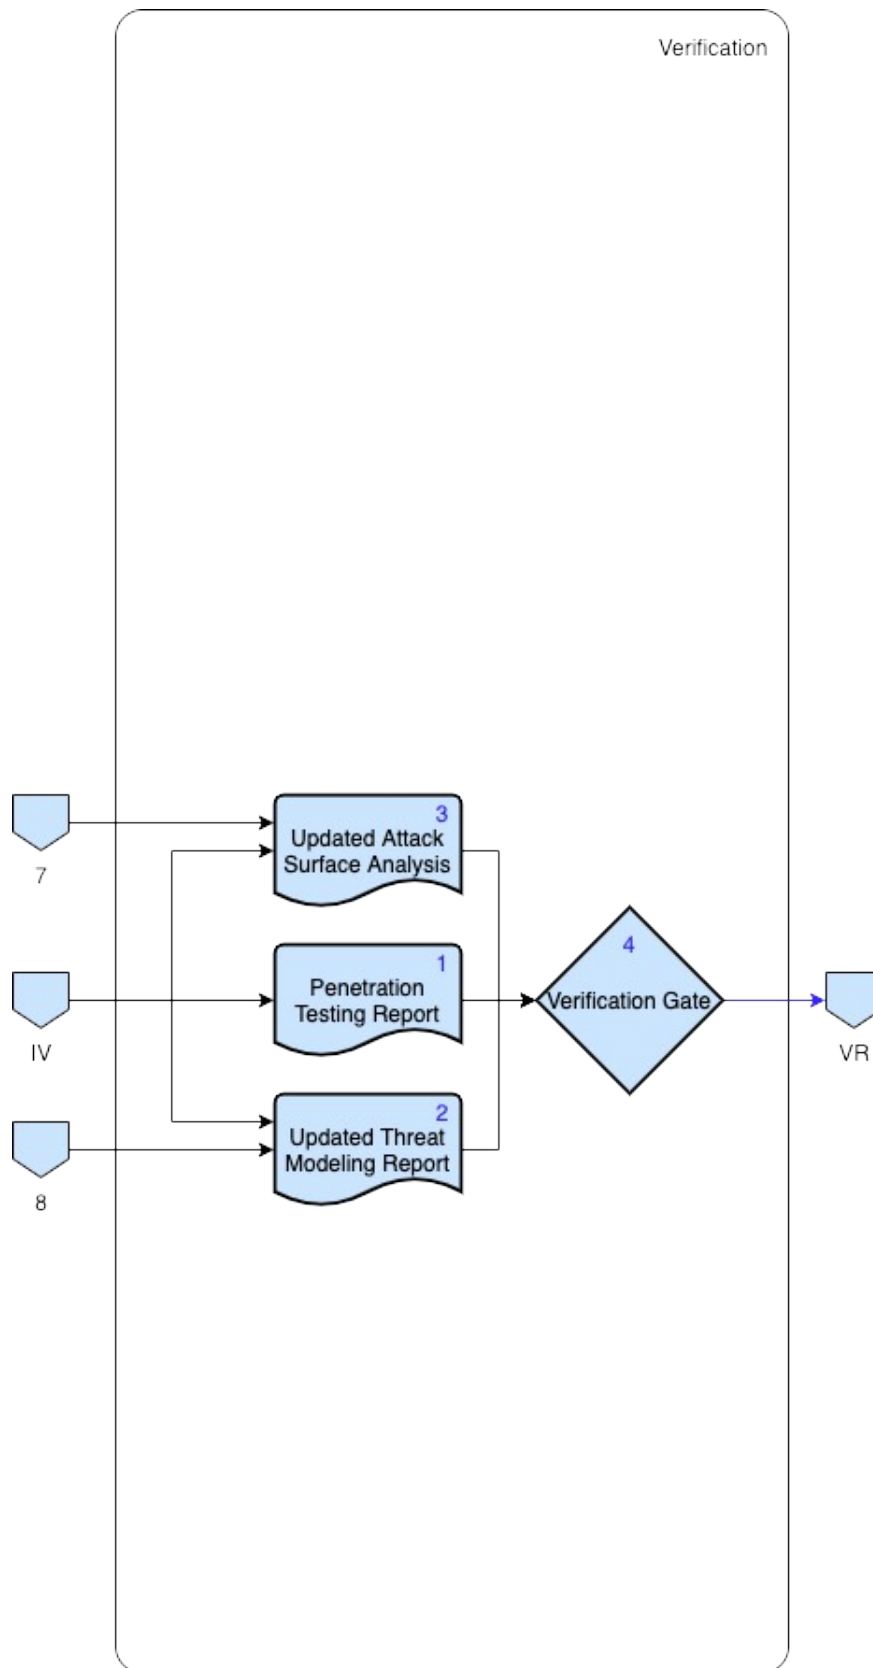 Verification
3
Updated Attack
Surface Analysis
7
1
Penetration
Testing Report
IV
4
Verification Gate
VR
2
Updated Threat
Modeling Report
8